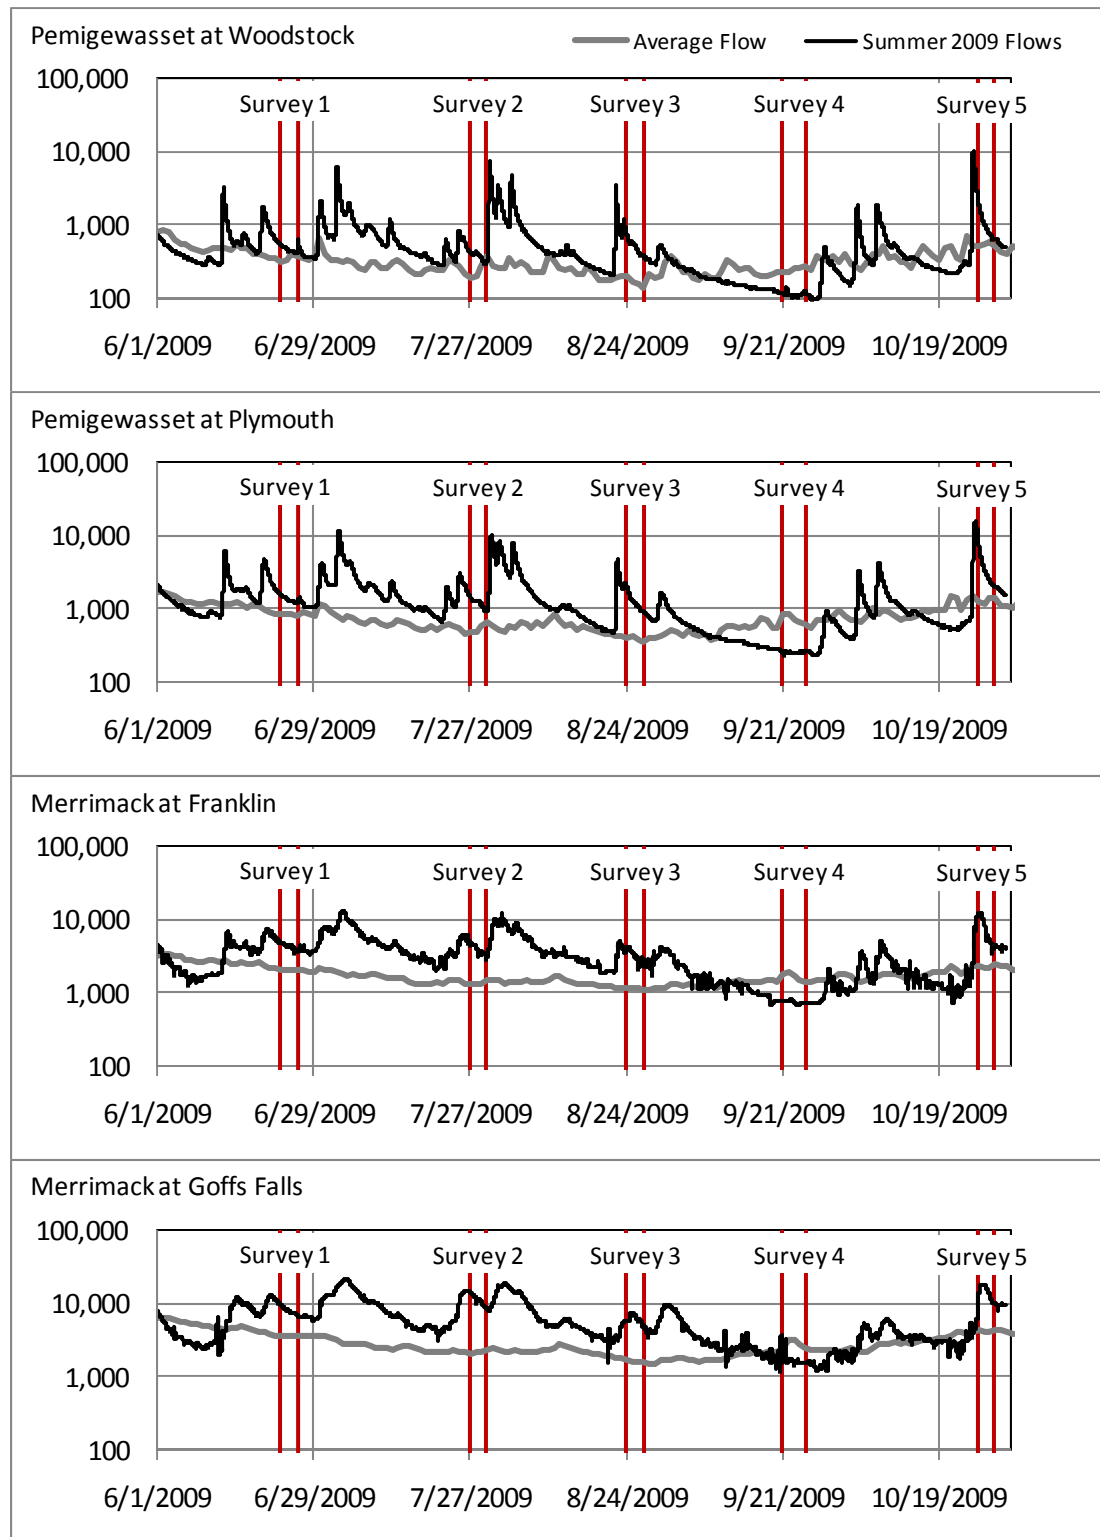 Pemigewasset at Woodstock
Average Flow Summer 2009 Flows
100,000
Survey 1 Survey 2 Survey 3 Survey 4 Survey 5
10,000
1,000
100
6/1/2009 6/29/2009 7/27/2009 8/24/2009 9/21/2009 10/19/2009
Pemigewasset at Plymouth
100,000
Survey 1 Survey 2 Survey 3 Survey 4 Survey 5
10,000
1,000
100
6/1/2009 6/29/2009 7/27/2009 8/24/2009 9/21/2009 10/19/2009
Merrimack at Franklin
100,000
Survey 1 Survey 2 Survey 3 Survey 4 Survey 5
10,000
1,000
100
6/1/2009 6/29/2009 7/27/2009 8/24/2009 9/21/2009 10/19/2009
Merrimack at Goffs Falls
100,000
Survey 1 Survey 2 Survey 3 Survey 4 Survey 5
10,000
1,000
100
6/1/2009 6/29/2009 7/27/2009 8/24/2009 9/21/2009 10/19/2009